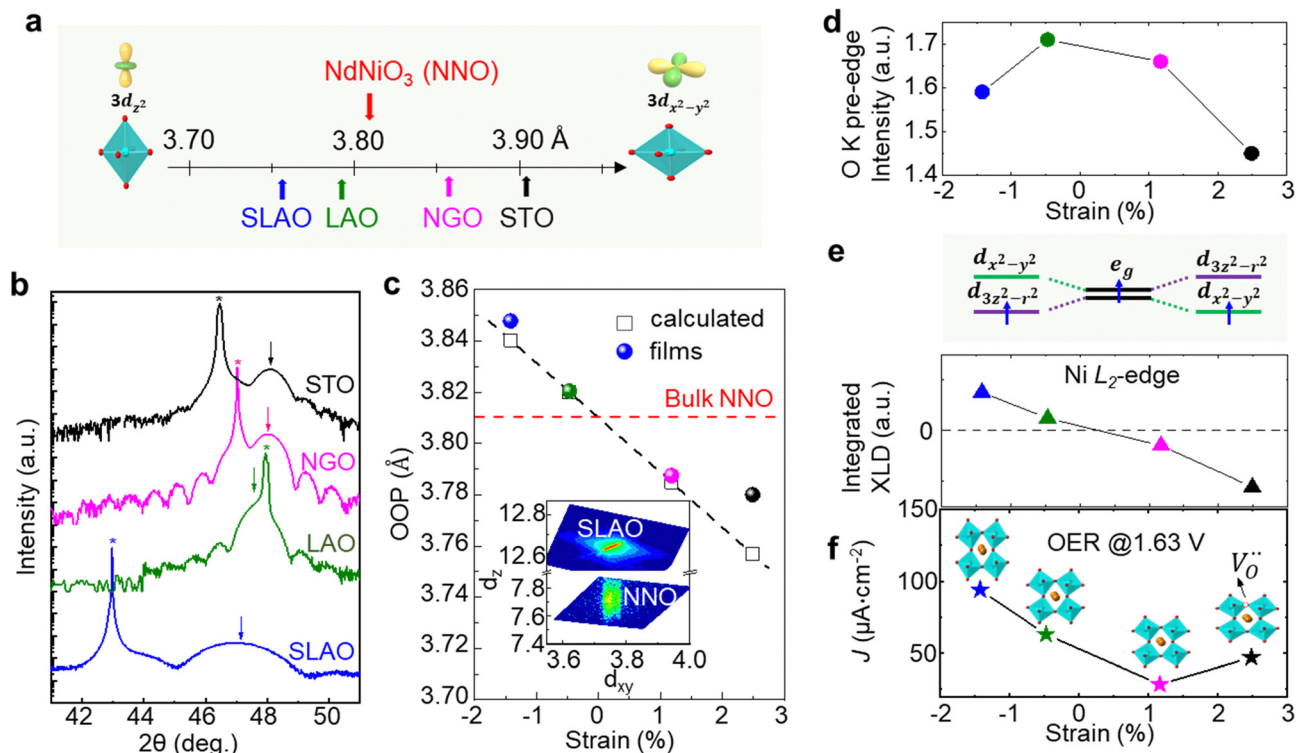 a
3d_{z^2}
NdNiO₃ (NNO)
3d_{x^2-y^2}
3.70
3.80
3.90 Å
SLAO
LAO
NGO
STO
b
*
*
*
*
STO
NGO
LAO
SLAO
Intensity (a.u.)
42
44
46
48
50
2θ (deg.)
c
3.86
3.84
3.82
3.80
3.78
3.76
3.72
3.70
OOP (Å)
calculated
films
Bulk NNO
12.8
12.6
7.8
7.6
7.4
d_z
SLAO
NNO
3.6
3.8
4.0
d_{xy}
-2
-1
0
1
2
3
Strain (%)
d
1.7
1.6
1.5
1.4
O K pre-edge
Intensity (a.u.)
-2
-1
0
1
2
3
Strain (%)
e
d_{x^2-y^2}
d_{3z^2-r^2}
e_g
d_{3z^2-r^2}
d_{x^2-y^2}
Ni L₂-edge
0
Integrated
XLD (a.u.)
f
150
100
50
J (μA·cm⁻²)
OER @1.63 V
V_O^{··}
-2
-1
0
1
2
3
Strain (%)